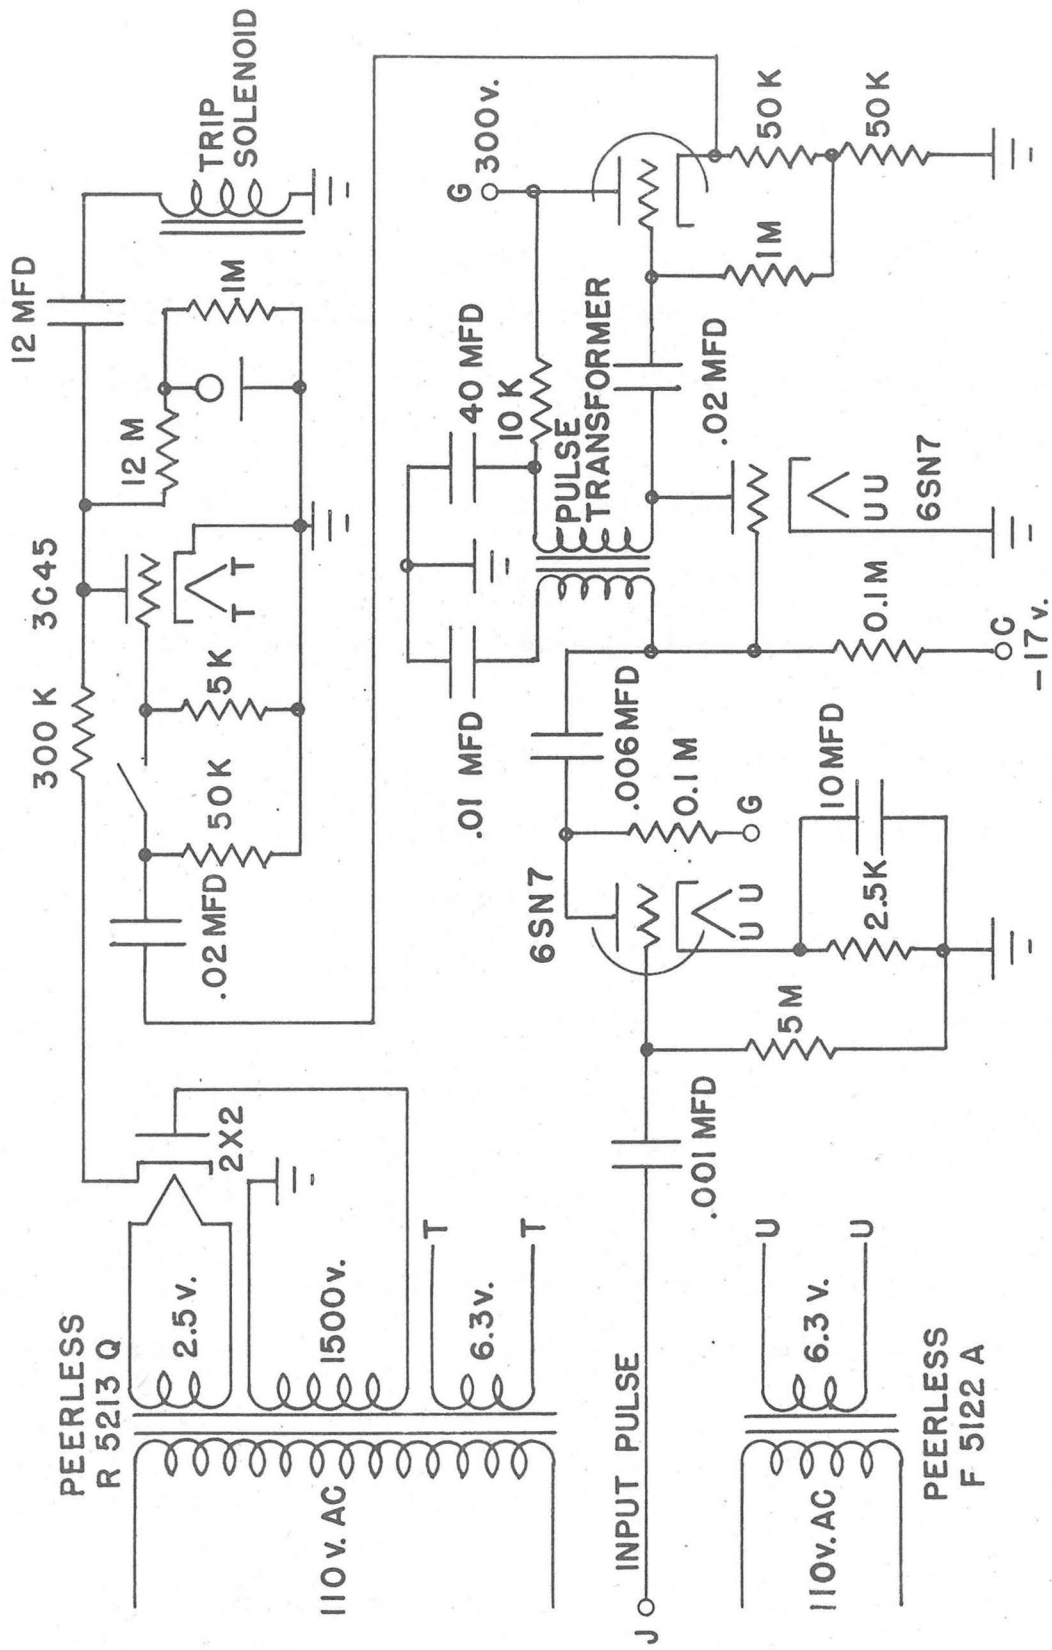 PEERLESS
R 5213 Q
110 v. AC
2.5 v.
1500 v.
6.3 v.
T
T
2X2
.02 MFD
50 K
5 K
300 K
3C45
T
T
12 M
1M
12 MFD
TRIP
SOLENOID
J
INPUT PULSE
.001 MFD
5 M
6SN7
U U
2.5K
10 MFD
0.1 M
G
.006 MFD
.01 MFD
40 MFD
10 K
PULSE
TRANSFORMER
.02 MFD
0.1 M
C
-17 v.
U U
6SN7
G
300 v.
1M
50 K
50 K
110 v. AC
6.3 v.
U
U
PEERLESS
F 5122 A